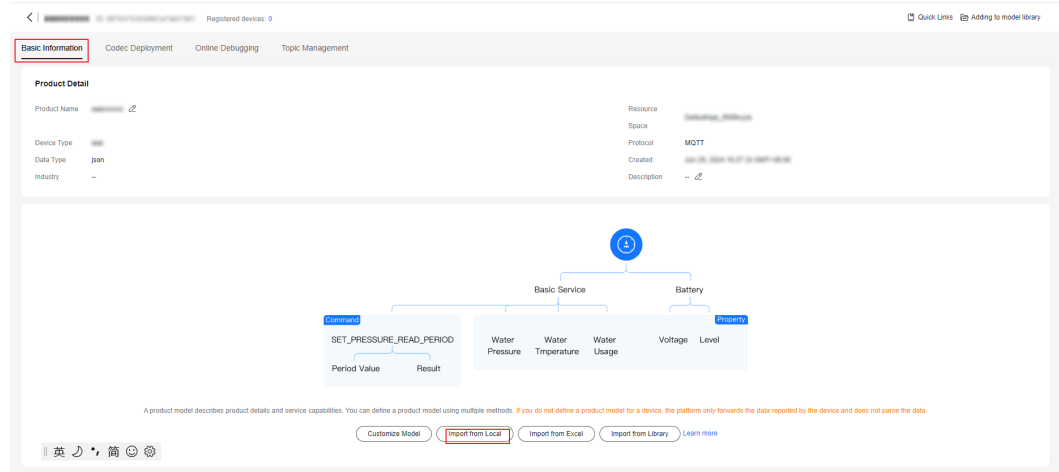 Registered devices: 0
Quick Links Adding to model library
Basic Information Codec Deployment Online Debugging Topic Management
Product Detail
Product Name
Resource Space
Device Type
Protocol MQTT
Data Type json
Created
Industry --
Description --
Basic Service Battery
Command Property
SET_PRESSURE_READ_PERIOD
Water Pressure
Water Tmperature
Water Usage
Voltage Level
Period Value Result
A product model describes product details and service capabilities. You can define a product model using multiple methods. If you do not define a product model for a device, the platform only forwards the data reported by the device and does not parse the data.
Customize Model Import from Local Import from Excel Import from Library Learn more
英 简